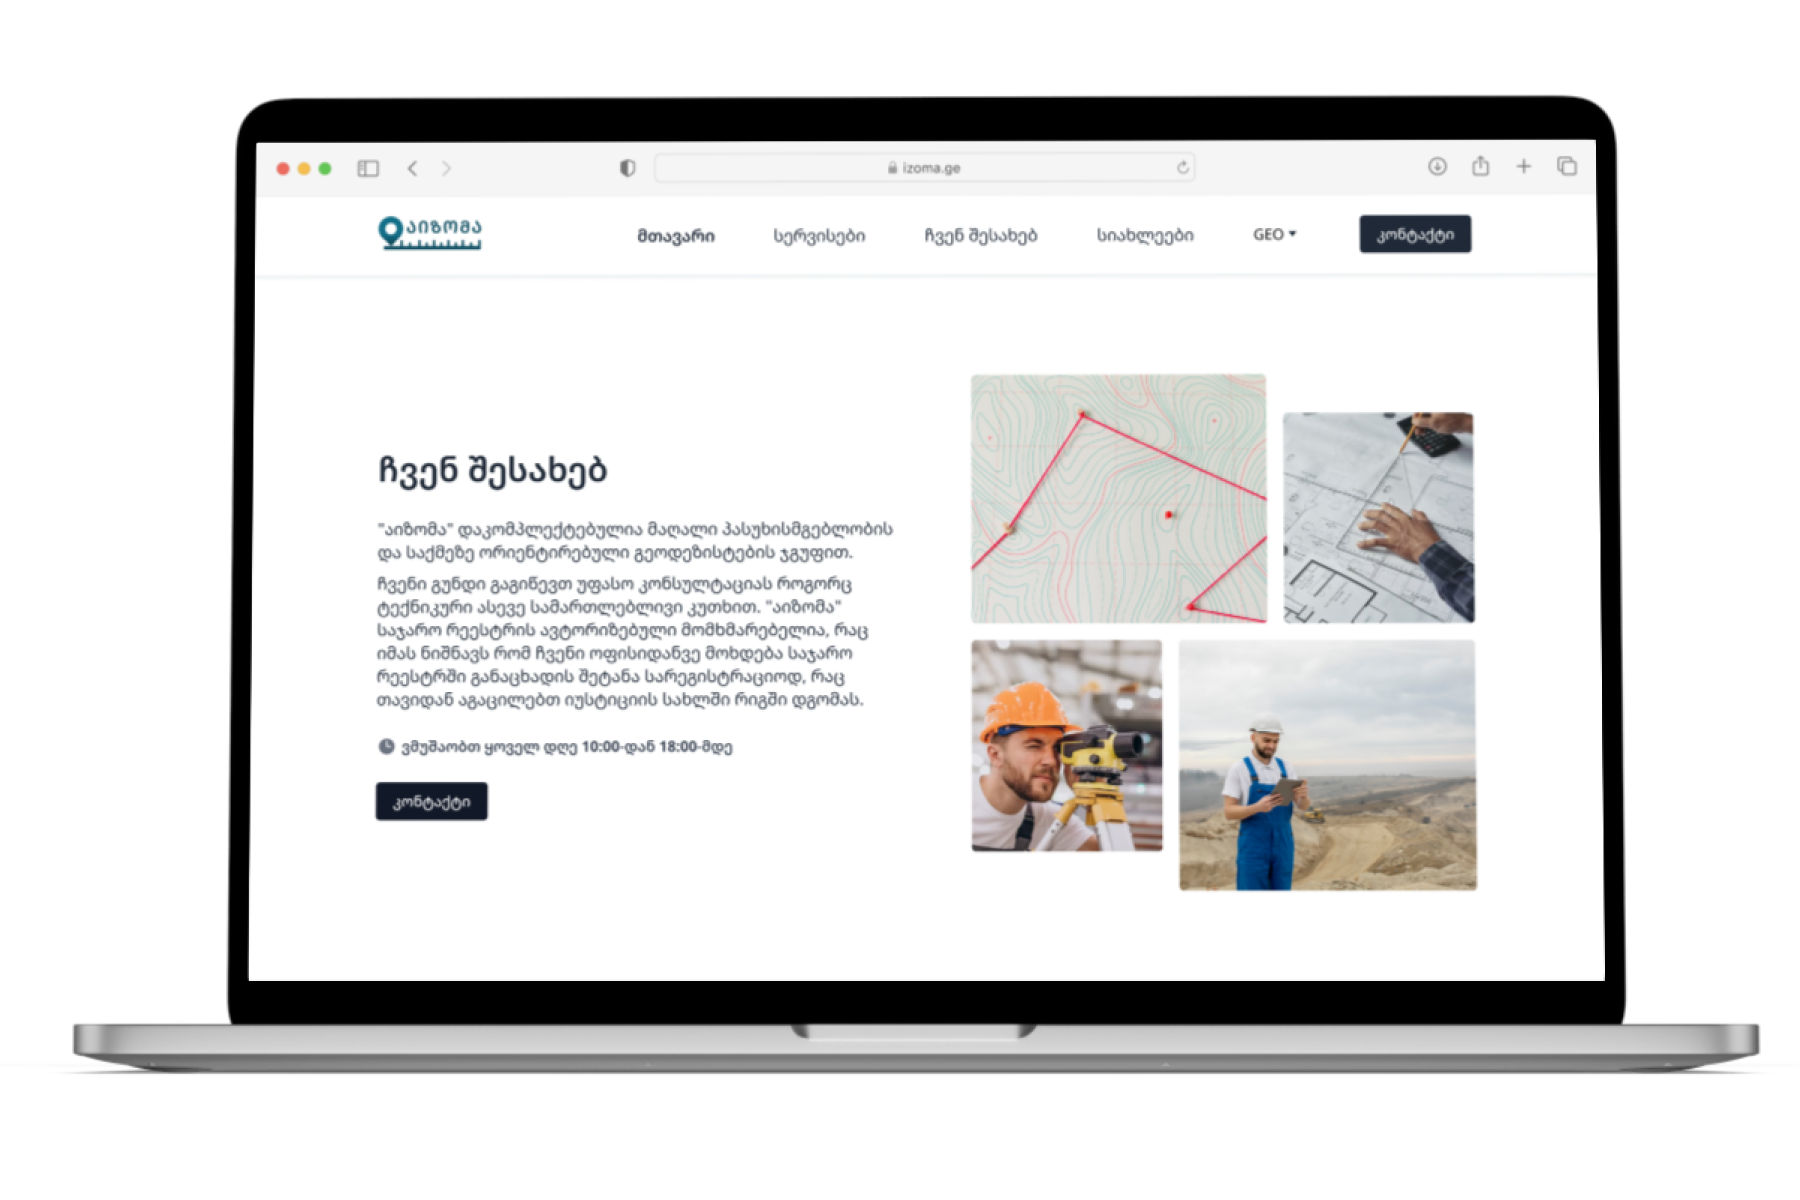 izoma.ge
აიზომა
მთავარი
სერვისები
ჩვენ შესახებ
სიახლეები
GEO
კონტაქტი
ჩვენ შესახებ
"აიზომა" დაკომპლექტებულია მაღალი პასუხისმგებლობის
და საქმეზე ორიენტირებული გეოდეზისტების ჯგუფით.
ჩვენი გუნდი გაგიწევთ უფასო კონსულტაციას როგორც
ტექნიკური ასევე სამართლებლივი კუთხით. "აიზომა"
საჯარო რეესტრის ავტორიზებული მომხმარებელია, რაც
იმას ნიშნავს რომ ჩვენი ოფისიდანვე მოხდება საჯარო
რეესტრში განაცხადის შეტანა სარეგისტრაციოდ, რაც
თავიდან აგაცილებთ იუსტიციის სახლში რიგში დგომას.
ვმუშაობთ ყოველ დღე 10:00-დან 18:00-მდე
კონტაქტი